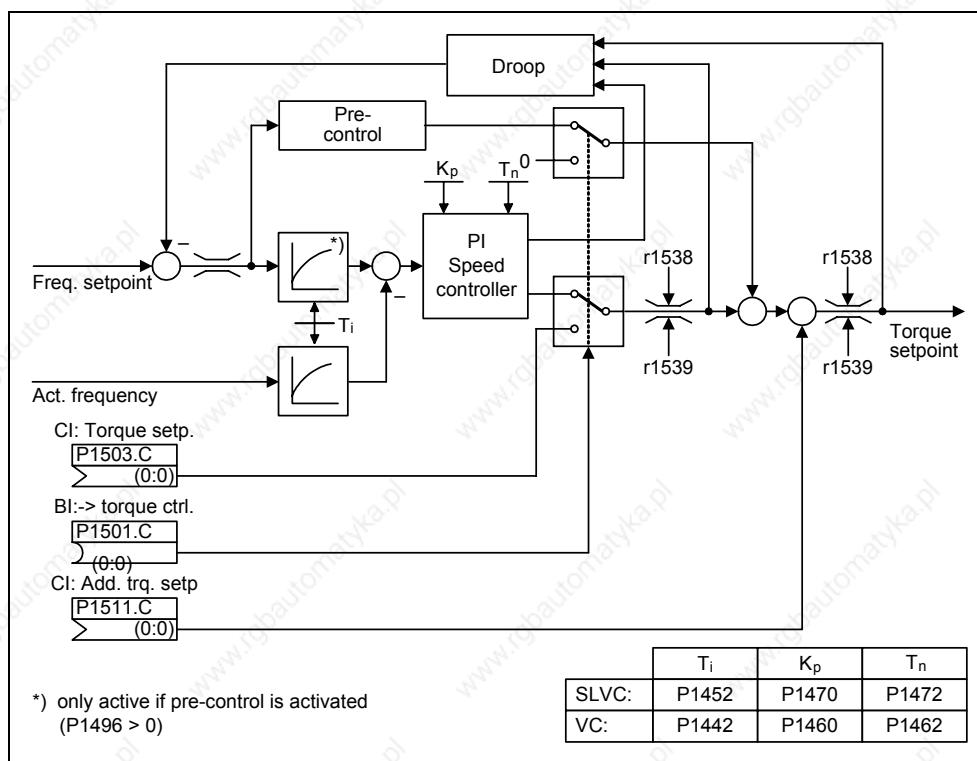 Droop
Pre-
control
0
Kp
Tn
*)
PI
Speed
controller
r1538
r1538
Freq. setpoint
Ti
r1539
r1539
Torque
setpoint
Act. frequency
CI: Torque setp.
P1503.C
(0:0)
BI:-> torque ctrl.
P1501.C
(0:0)
CI: Add. trq. setp
P1511.C
(0:0)
Ti Kp Tn
SLVC: P1452 P1470 P1472
VC: P1442 P1460 P1462
*) only active if pre-control is activated
(P1496 > 0)
www.rgbautomatyka.pl